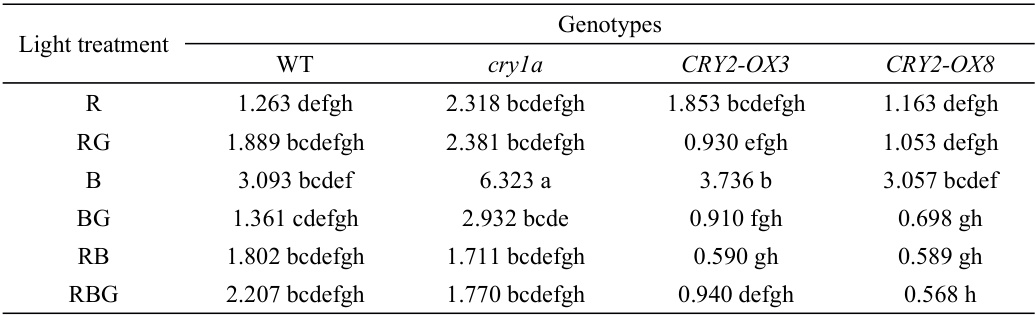 Genotypes
Light treatment
WT cry1a CRY2-OX3 CRY2-OX8
R 1.263 defgh 2.318 bcdefgh 1.853 bcdefgh 1.163 defgh
RG 1.889 bcdefgh 2.381 bcdefgh 0.930 efgh 1.053 defgh
B 3.093 bcdef 6.323 a 3.736 b 3.057 bcdef
BG 1.361 cdefgh 2.932 bcde 0.910 fgh 0.698 gh
RB 1.802 bcdefgh 1.711 bcdefgh 0.590 gh 0.589 gh
RBG 2.207 bcdefgh 1.770 bcdefgh 0.940 defgh 0.568 h